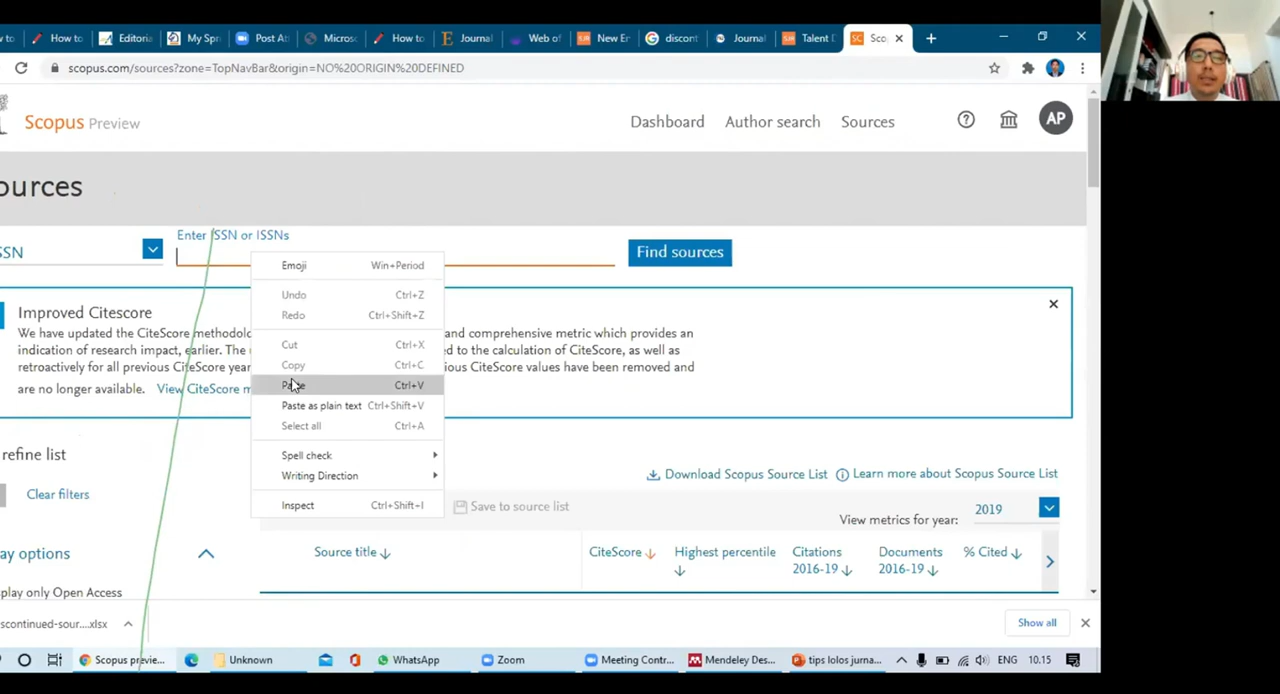 ow to
How to
Editoria
My Spr
Post At
Micros
How to
Journal
Web of
New En
discont
Journal
Talent D
Sco
scopus.com/sources?zone=TopNavBar&origin=NO%20ORIGIN%20DEFINED
Scopus Preview
Dashboard
Author search
Sources
AP
ources
Enter ISSN or ISSNs
SSN
Find sources
Emoji Win+Period
Undo Ctrl+Z
Redo Ctrl+Shift+Z
Cut Ctrl+X
Copy Ctrl+C
Paste Ctrl+V
Paste as plain text Ctrl+Shift+V
Select all Ctrl+A
Spell check
Writing Direction
Inspect Ctrl+Shift+I
Improved Citescore
We have updated the CiteScore methodolo and comprehensive metric which provides an
indication of research impact, earlier. The ed to the calculation of CiteScore, as well as
retroactively for all previous CiteScore year ious CiteScore values have been removed and
are no longer available. View CiteScore m
refine list
Clear filters
Download Scopus Source List
Learn more about Scopus Source List
Save to source list
View metrics for year:
2019
ay options
Source title
CiteScore
Highest percentile
Citations
2016-19
Documents
2016-19
% Cited
splay only Open Access
scontinued-sour....xlsx
Show all
Scopus previe...
Unknown
WhatsApp
Zoom
Meeting Contr...
Mendeley Des...
tips lolos jurna...
ENG
10.15